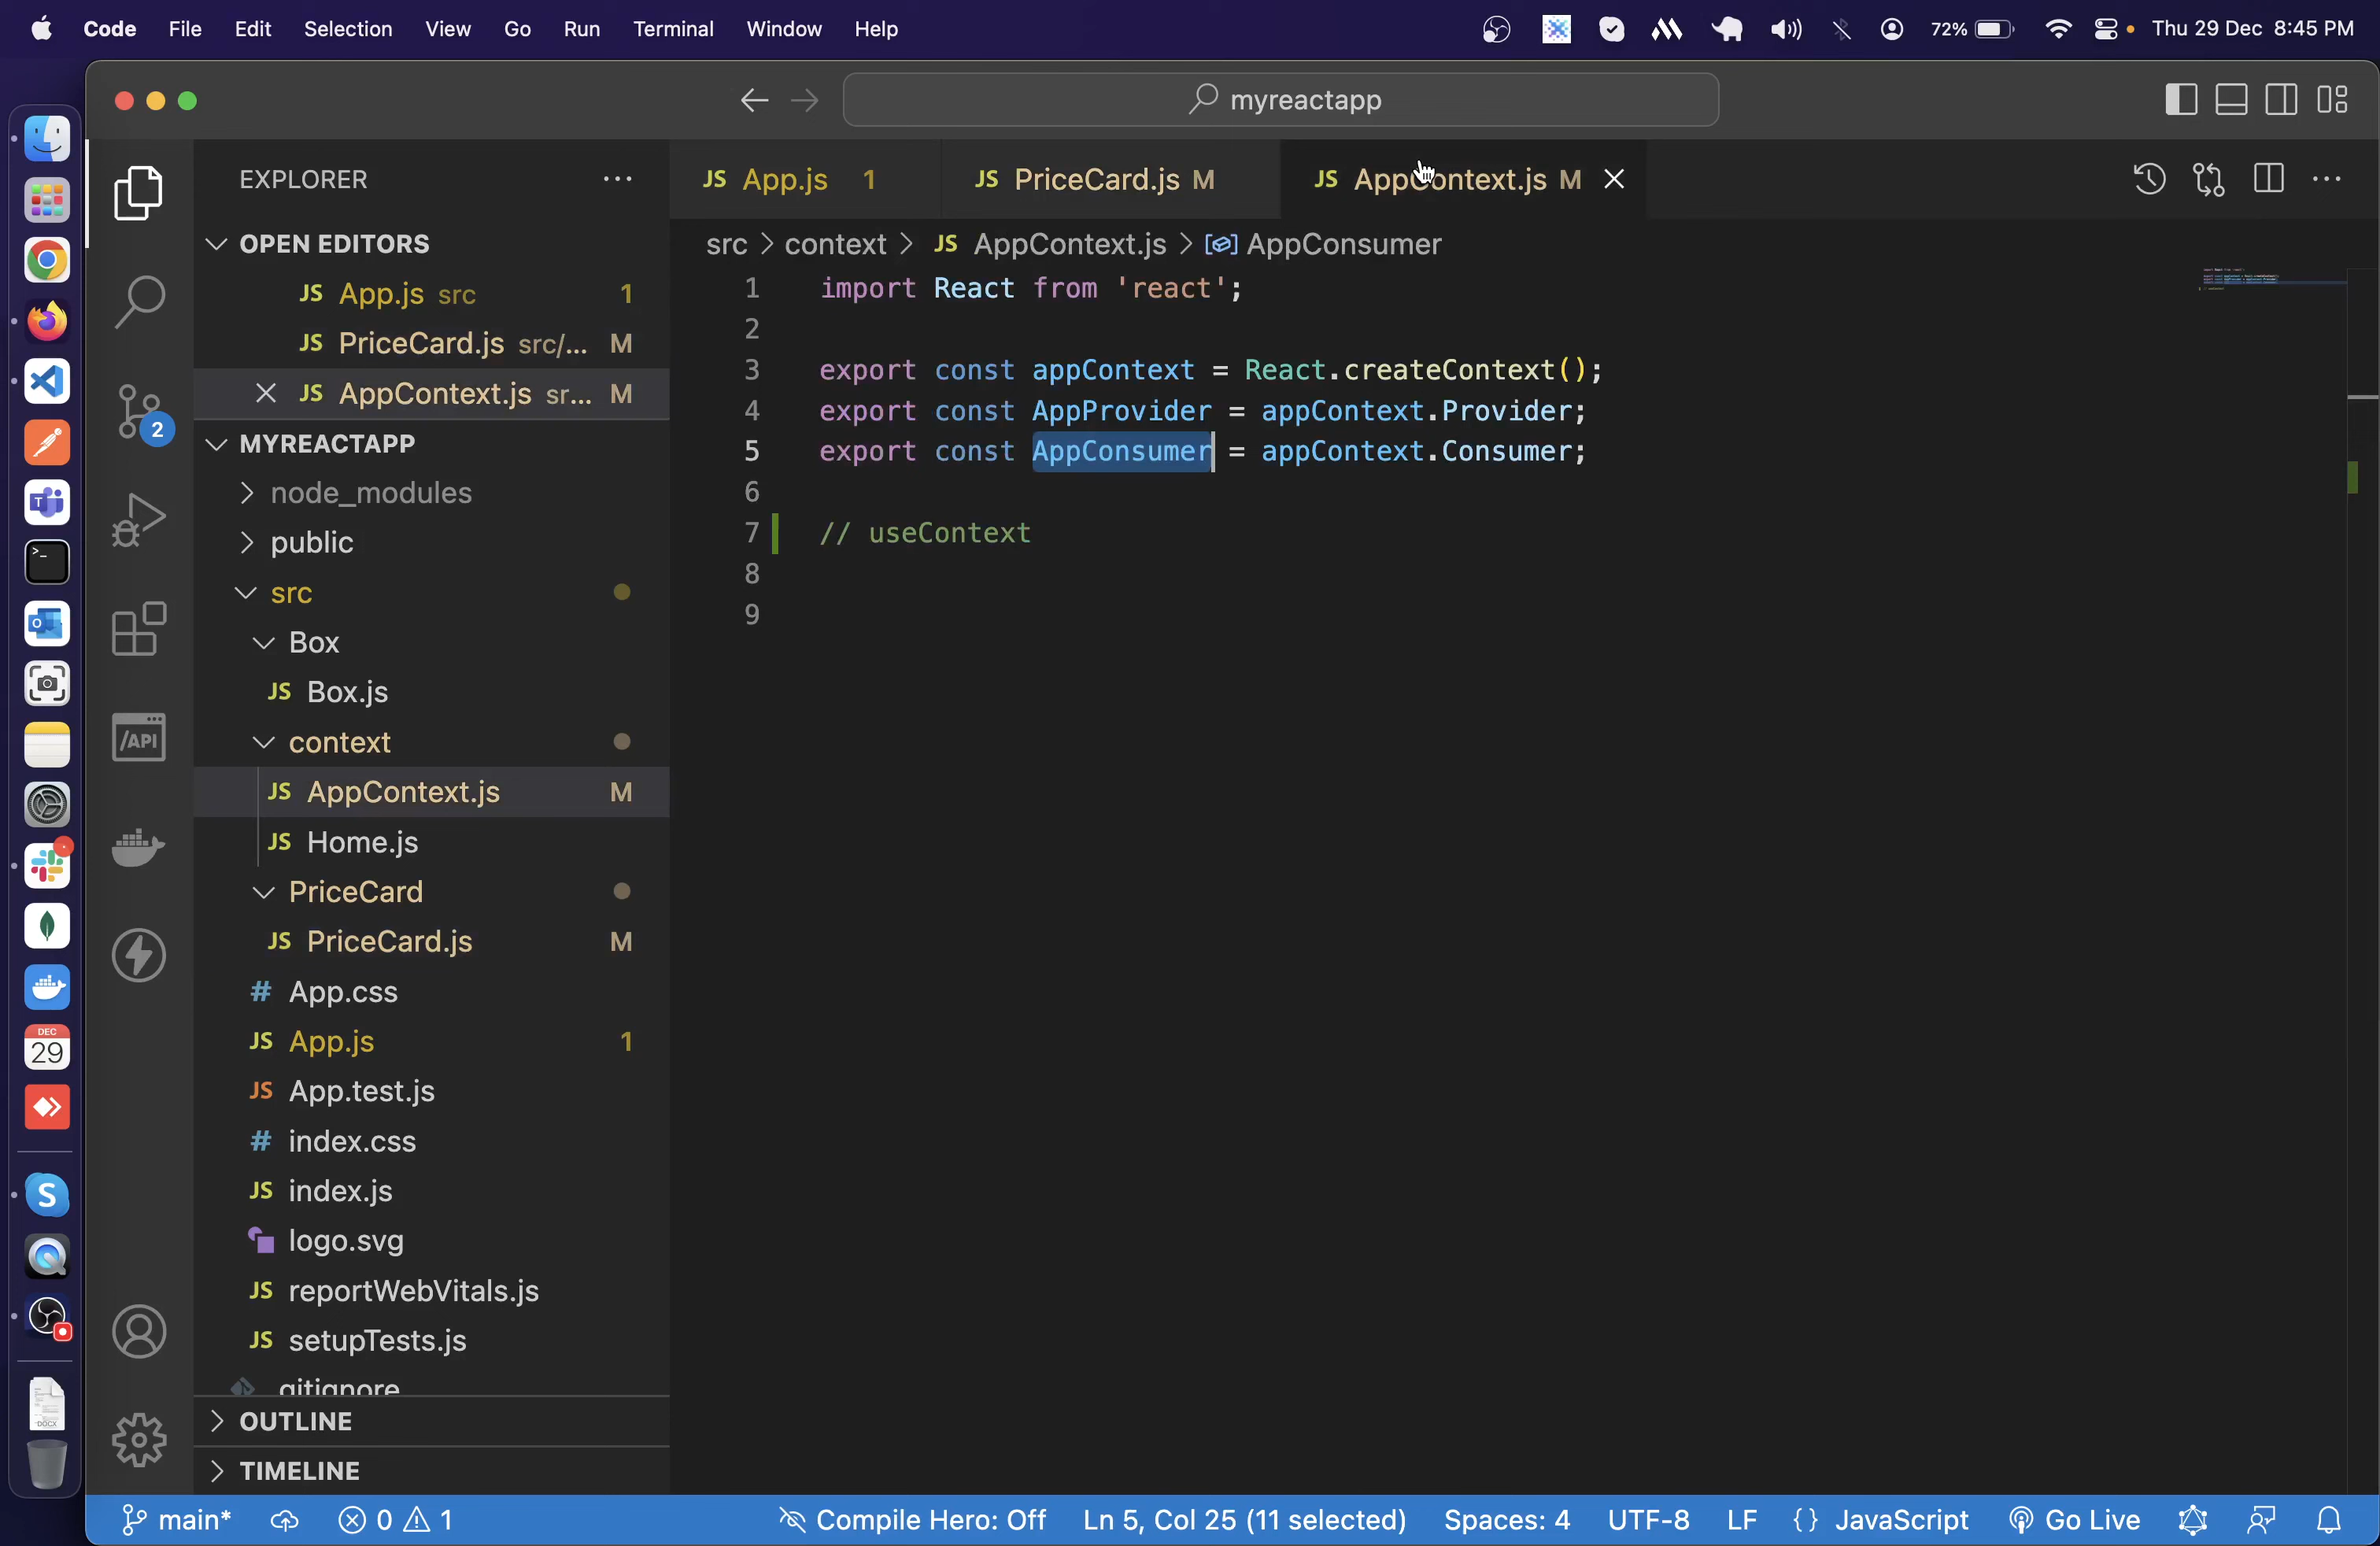 Code File Edit Selection View Go Run Terminal Window Help 72% Thu 29 Dec 8:45 PM
myreactapp
EXPLORER
OPEN EDITORS
JS App.js src 1
JS PriceCard.js src/... M
JS AppContext.js sr... M
MYREACTAPP
node_modules
public
src
Box
JS Box.js
context
JS AppContext.js M
JS Home.js
PriceCard
JS PriceCard.js M
# App.css
JS App.js 1
JS App.test.js
# index.css
JS index.js
logo.svg
JS reportWebVitals.js
JS setupTests.js
.gitignore
OUTLINE
TIMELINE
2
/API
DEC
29
DOCX
JS App.js 1 JS PriceCard.js M JS AppContext.js M
src > context > JS AppContext.js > AppConsumer
1 import React from 'react';
2
3 export const appContext = React.createContext();
4 export const AppProvider = appContext.Provider;
5 export const AppConsumer = appContext.Consumer;
6
7 // useContext
8
9
main* 0 1 Compile Hero: Off Ln 5, Col 25 (11 selected) Spaces: 4 UTF-8 LF {} JavaScript Go Live